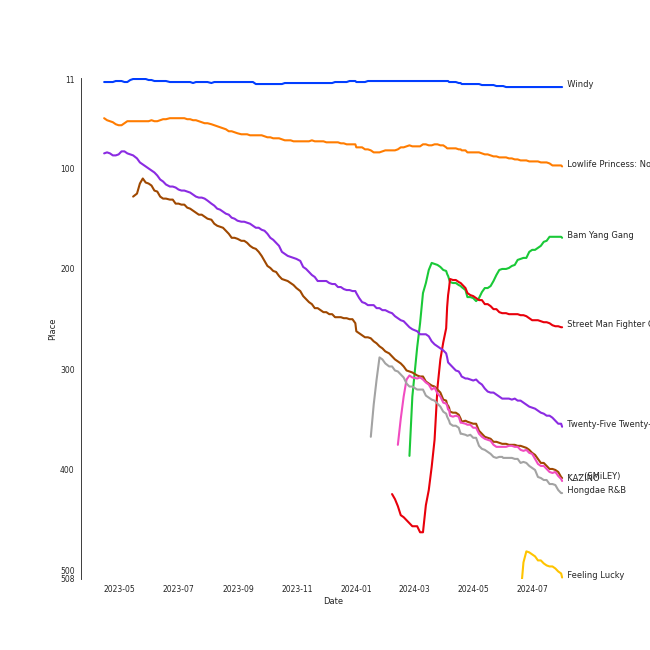 11
100
200
300
400
500
508
Place
2023-05
2023-07
2023-09
2023-11
2024-01
2024-03
2024-05
2024-07
Date
Windy
Lowlife Princess: No
Bam Yang Gang
Street Man Fighter
Twenty-Five Twenty-
(SMiLEY)
KAZINO
Hongdae R&B
Feeling Lucky